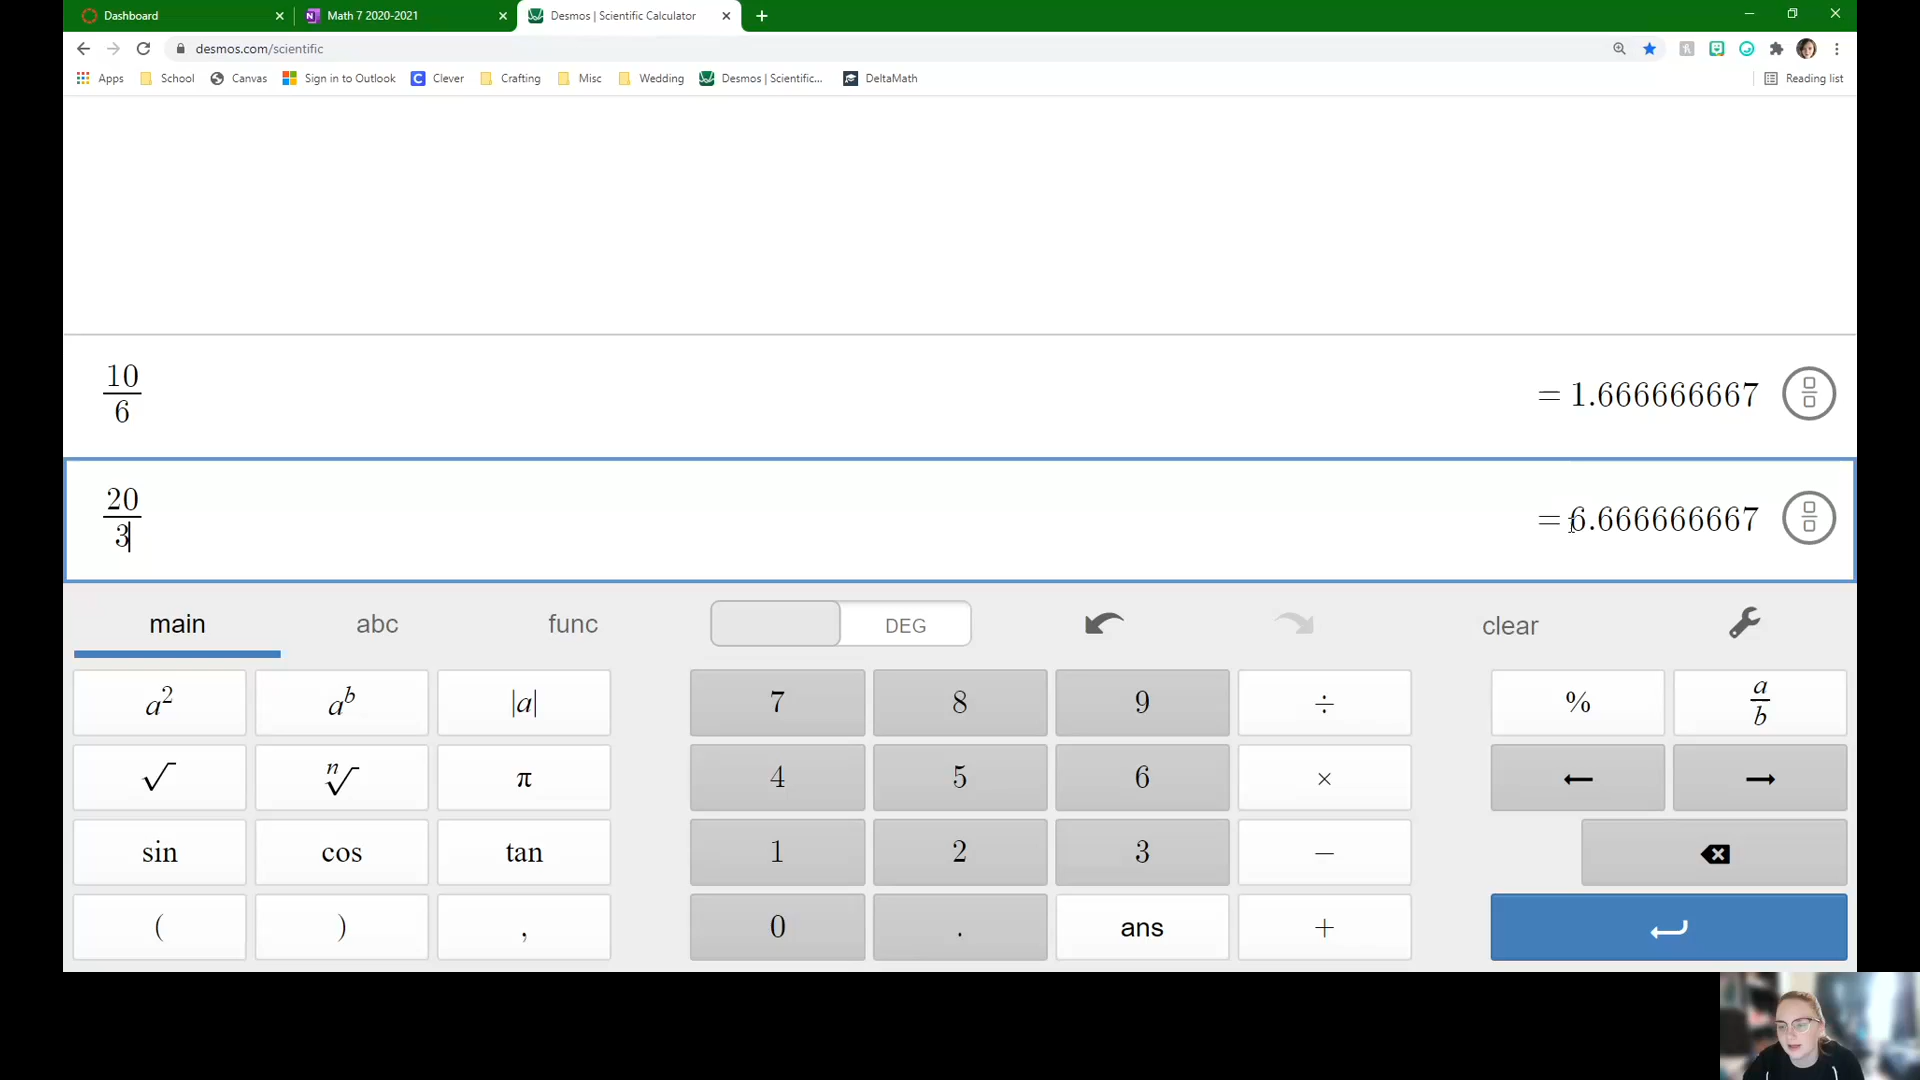 Dashboard Math 7 2020-2021 Desmos | Scientific Calculator
desmos.com/scientific
Apps School Canvas Sign in to Outlook Clever Crafting Misc Wedding Desmos | Scientific... DeltaMath Reading list
10/6 = 1.666666667
20/3 = 6.666666667
main abc func DEG clear
a² aᵇ |a| 7 8 9 ÷ % a/b
√ ⁿ√ π 4 5 6 × ← →
sin cos tan 1 2 3 −
( ) , 0 . ans +